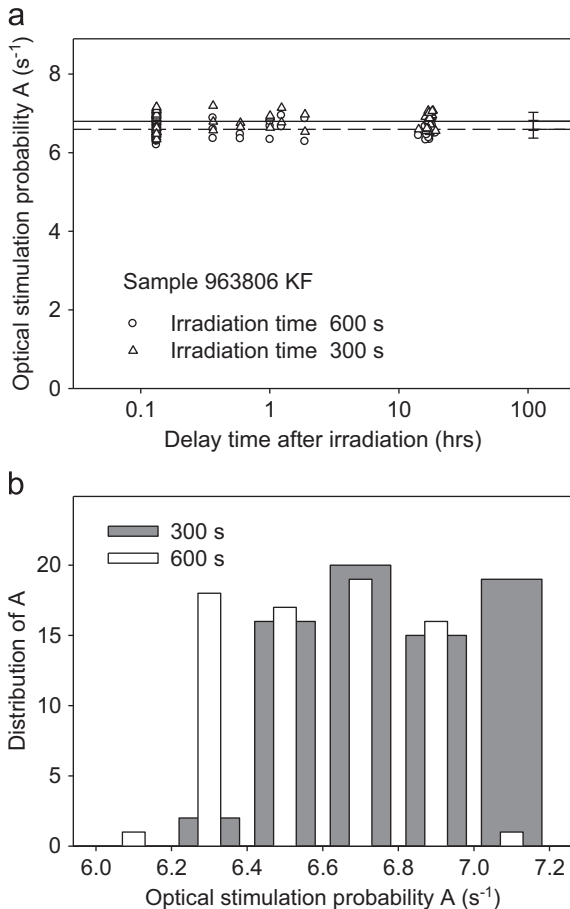 a
Optical stimulation probability A (s⁻¹)
8
6
4
2
0
Sample 963806 KF
Irradiation time 600 s
Irradiation time 300 s
0.1 1 10 100
Delay time after irradiation (hrs)
b
Distribution of A
300 s
600 s
20
15
10
5
0
6.0 6.2 6.4 6.6 6.8 7.0 7.2
Optical stimulation probability A (s⁻¹)